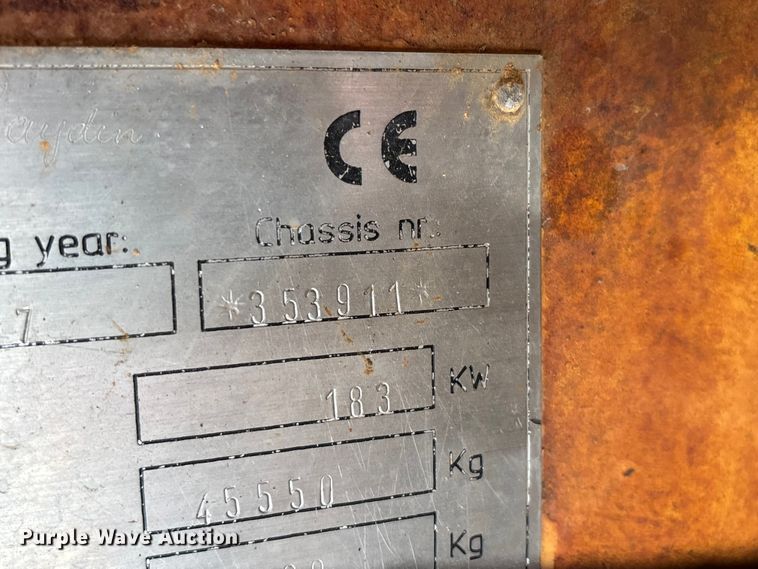 CE
g year:
Chassis nr.:
7
*353911*
183 KW
45550 Kg
Kg
Purple Wave Auction